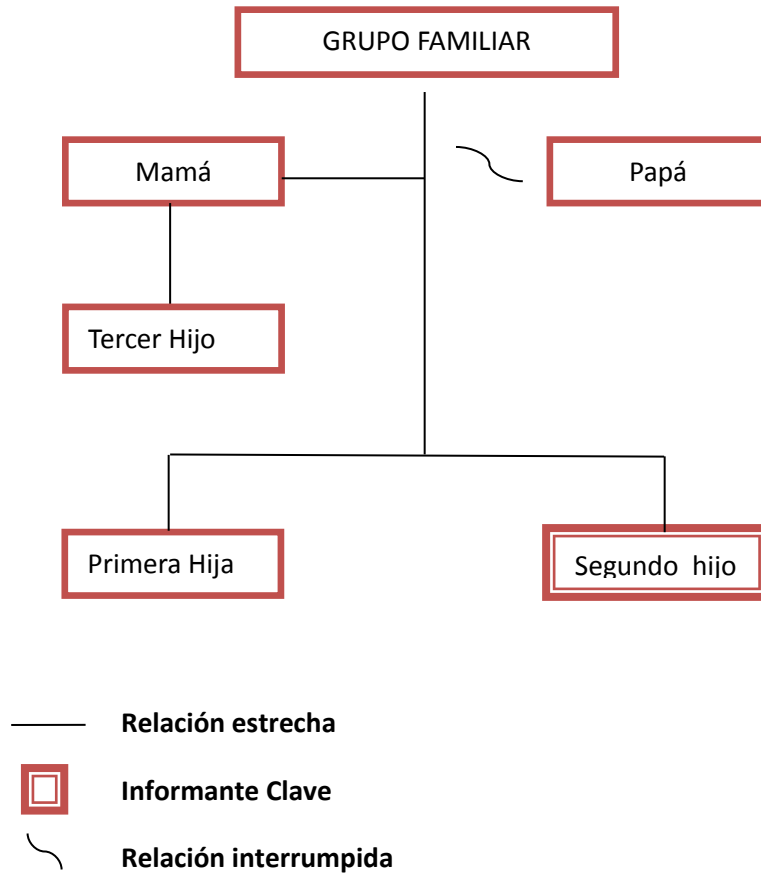 GRUPO FAMILIAR
Mamá
Papá
Tercer Hijo
Primera Hija
Segundo hijo
Relación estrecha
Informante Clave
Relación interrumpida